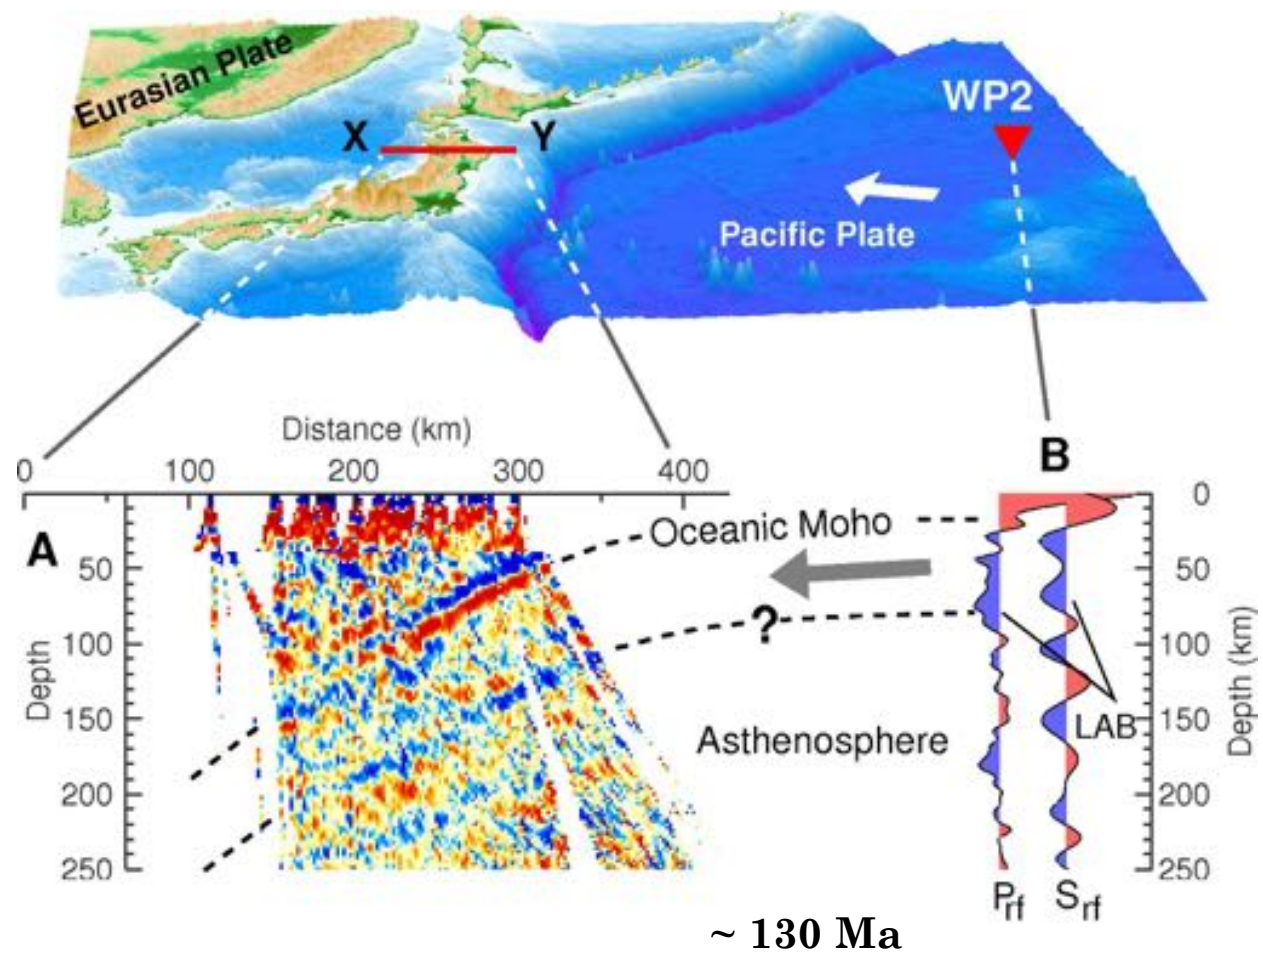 Eurasian Plate
WP2
X
Y
Pacific Plate
Distance (km)
B
0 100 200 300 400
0
Oceanic Moho
A
50
50
?
100
100
Depth
Depth (km)
LAB
150
150
Asthenosphere
200
200
250
250
Prf Srf
~ 130 Ma